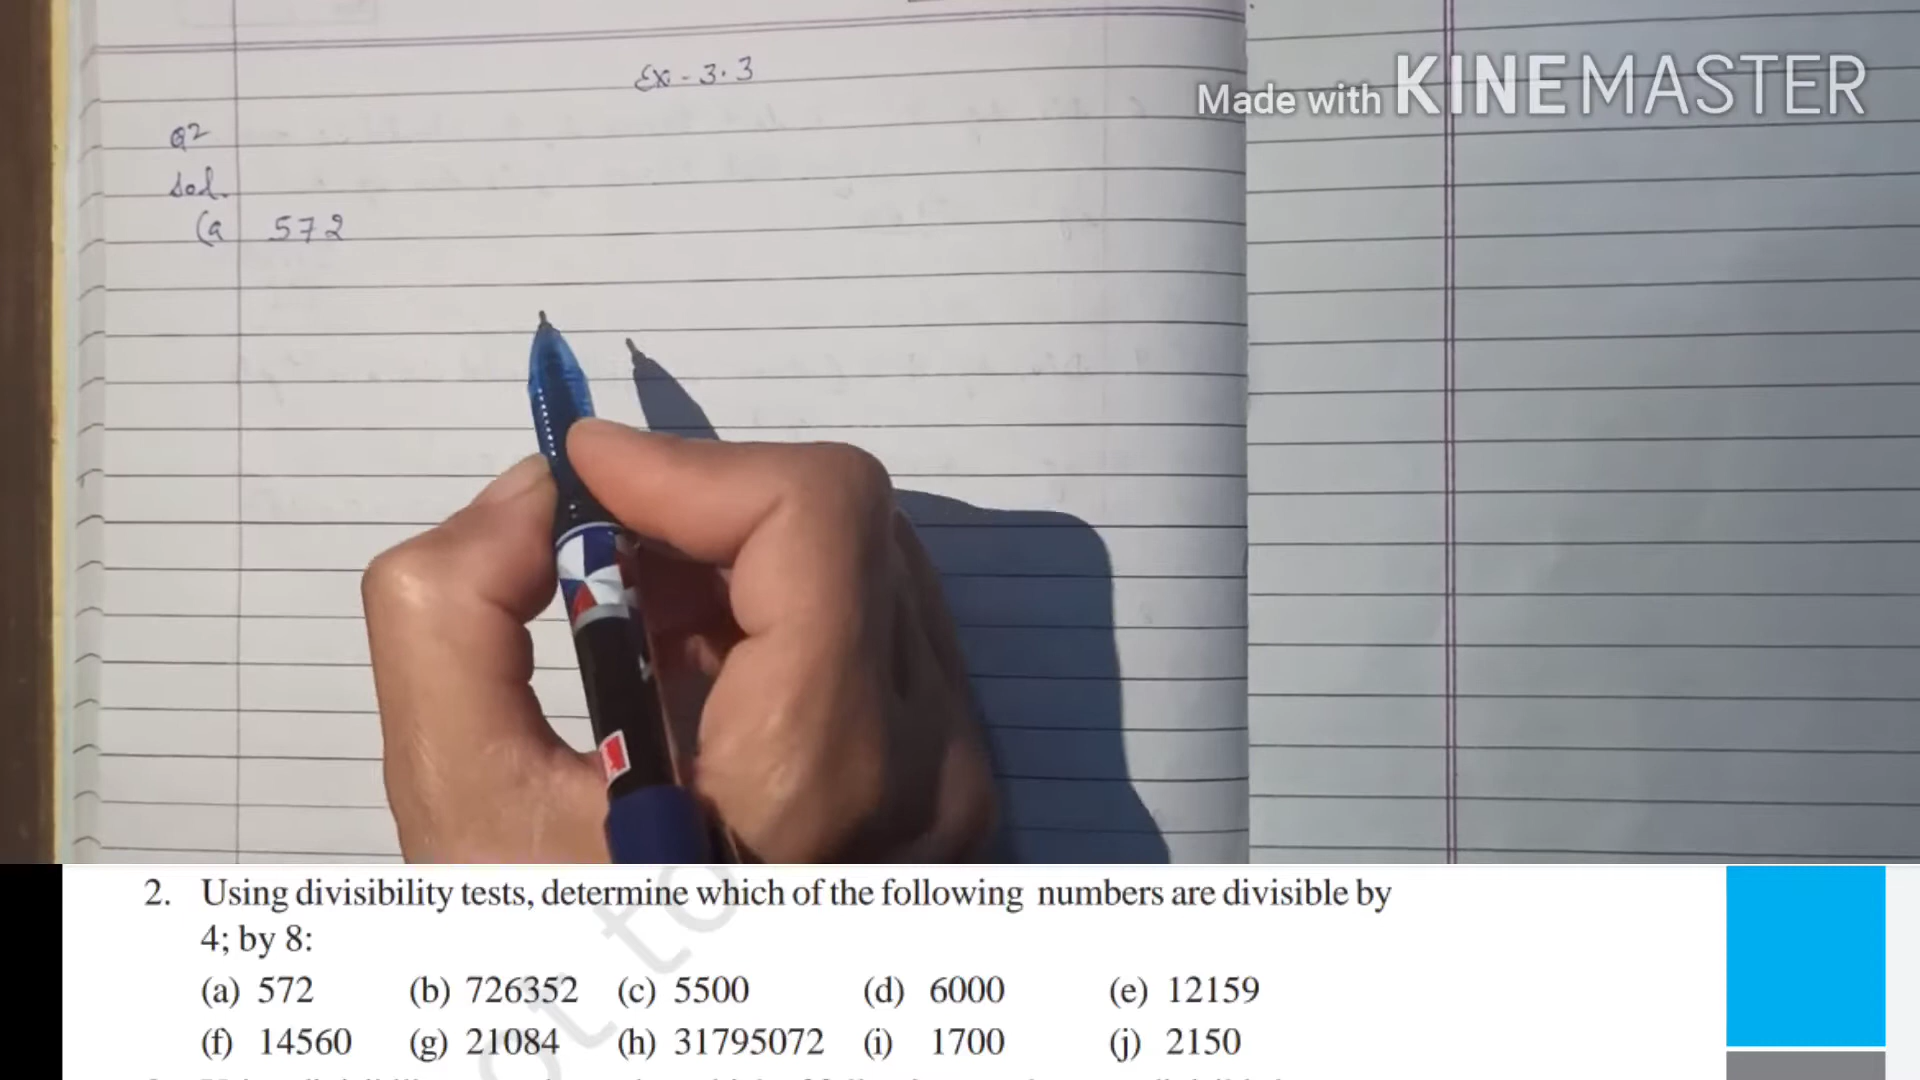 Ex - 3.3
Made with KINEMASTER
Q2
Sol.
(a 572
2. Using divisibility tests, determine which of the following numbers are divisible by
4; by 8:
(a) 572 (b) 726352 (c) 5500 (d) 6000 (e) 12159
(f) 14560 (g) 21084 (h) 31795072 (i) 1700 (j) 2150